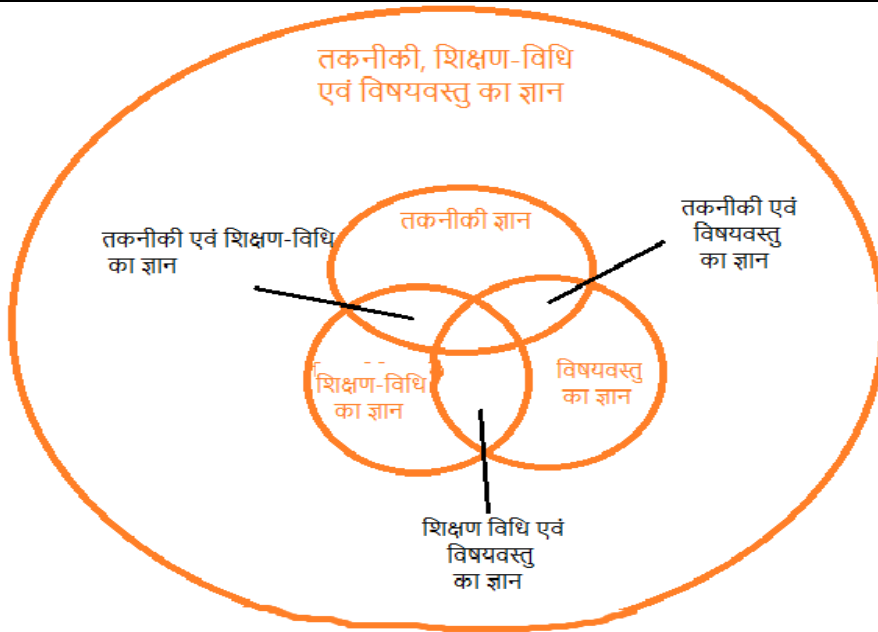 तकनीकी, शिक्षण-विधि
एवं विषयवस्तु का ज्ञान
तकनीकी ज्ञान
तकनीकी एवं
विषयवस्तु
का ज्ञान
तकनीकी एवं शिक्षण-विधि
का ज्ञान
शिक्षण-विधि
का ज्ञान
विषयवस्तु
का ज्ञान
शिक्षण विधि एवं
विषयवस्तु
का ज्ञान